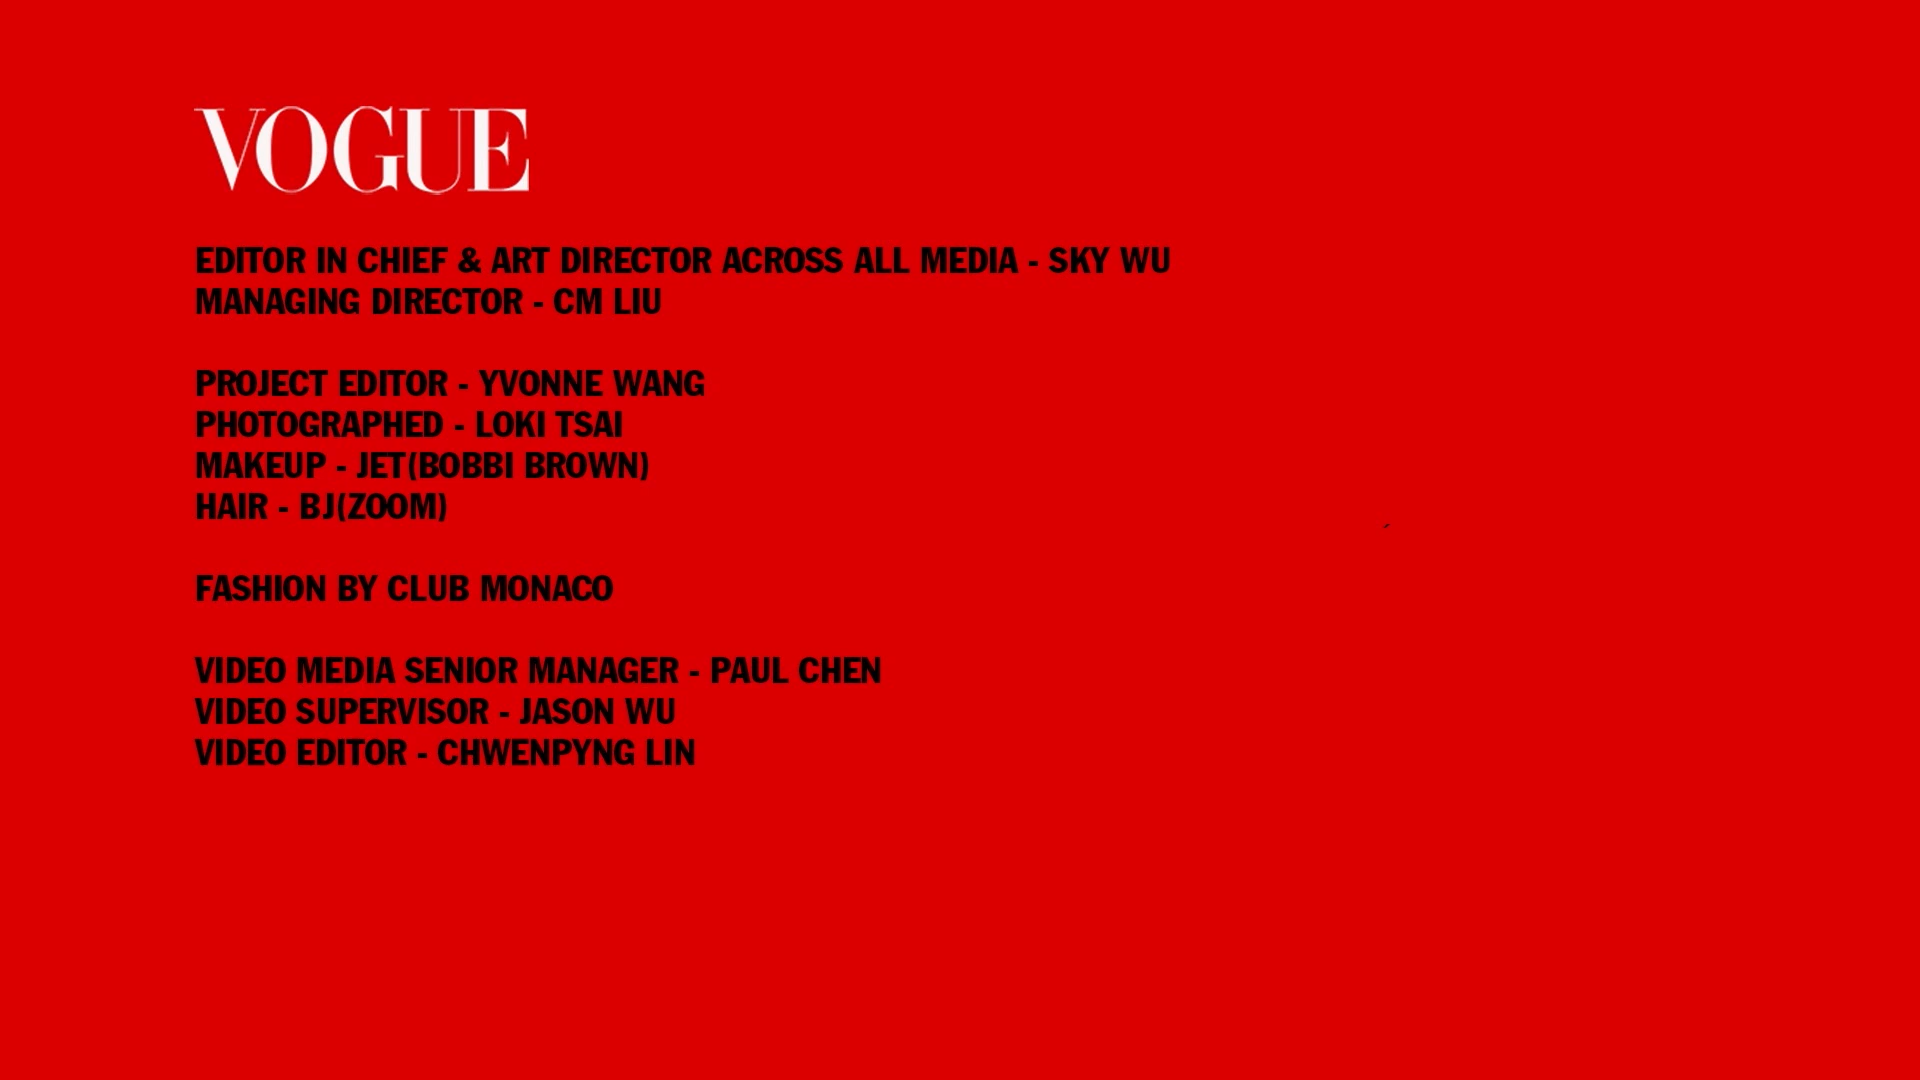 VOGUE
EDITOR IN CHIEF & ART DIRECTOR ACROSS ALL MEDIA - SKY WU
MANAGING DIRECTOR - CM LIU
PROJECT EDITOR - YVONNE WANG
PHOTOGRAPHED - LOKI TSAI
MAKEUP - JET(BOBBI BROWN)
HAIR - BJ(ZOOM)
FASHION BY CLUB MONACO
VIDEO MEDIA SENIOR MANAGER - PAUL CHEN
VIDEO SUPERVISOR - JASON WU
VIDEO EDITOR - CHWENPYNG LIN